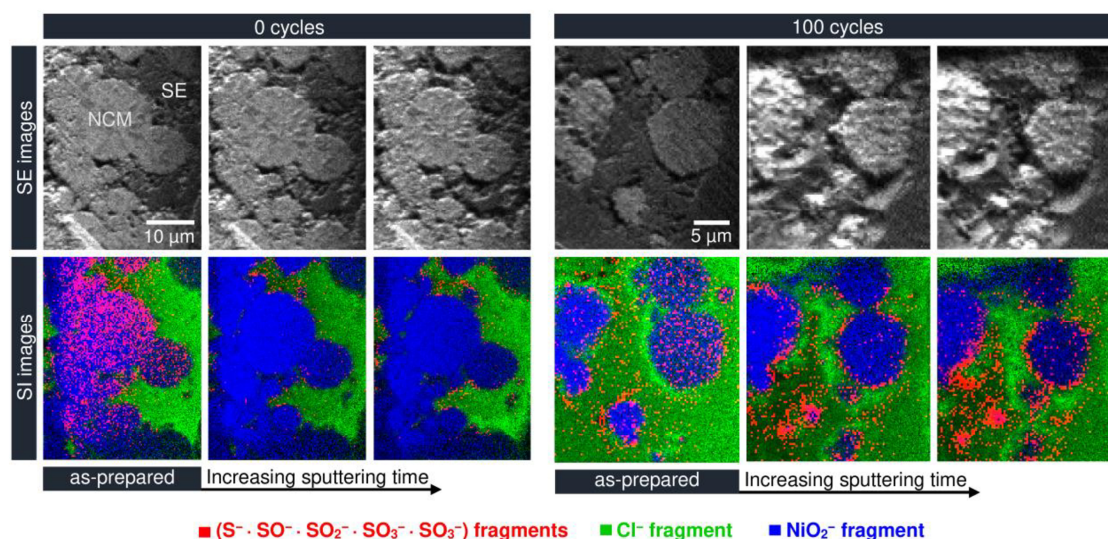 0 cycles
100 cycles
SE images
NCM
SE
10 µm
5 µm
SI images
as-prepared
Increasing sputtering time
as-prepared
Increasing sputtering time
(S⁻ · SO⁻ · SO₂⁻ · SO₃⁻ · SO₃⁻) fragments
Cl⁻ fragment
NiO₂⁻ fragment